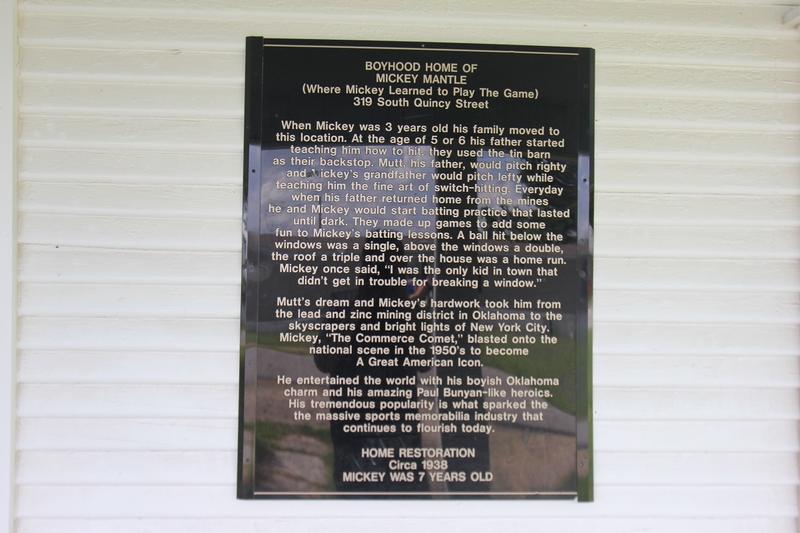 BOYHOOD HOME OF
MICKEY MANTLE
(Where Mickey Learned to Play The Game)
319 South Quincy Street
When Mickey was 3 years old his family moved to
this location. At the age of 5 or 6 his father started
teaching him how to hit, they used the tin barn
as their backstop. Mutt, his father, would pitch righty
and Mickey's grandfather would pitch lefty while
teaching him the fine art of switch-hitting. Everyday
when his father returned home from the mines
he and Mickey would start batting practice that lasted
until dark. They made up games to add some
fun to Mickey's batting lessons. A ball hit below the
windows was a single, above the windows a double,
the roof a triple and over the house was a home run.
Mickey once said, "I was the only kid in town that
didn't get in trouble for breaking a window."
Mutt's dream and Mickey's hardwork took him from
the lead and zinc mining district in Oklahoma to the
skyscrapers and bright lights of New York City.
Mickey, "The Commerce Comet," blasted onto the
national scene in the 1950's to become
A Great American Icon.
He entertained the world with his boyish Oklahoma
charm and his amazing Paul Bunyan-like heroics.
His tremendous popularity is what sparked the
the massive sports memorabilia industry that
continues to flourish today.
HOME RESTORATION
Circa 1938
MICKEY WAS 7 YEARS OLD